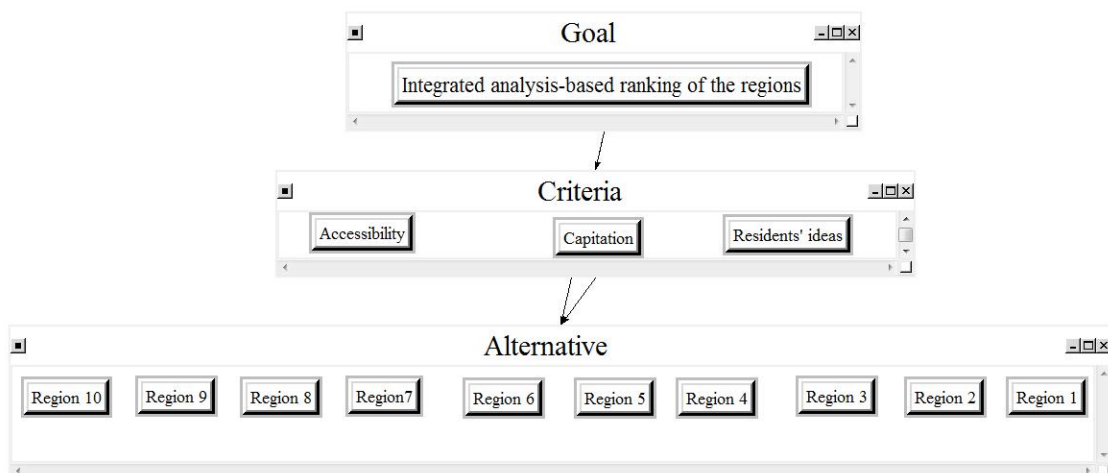 Goal
Integrated analysis-based ranking of the regions
Criteria
Accessibility
Capitation
Residents' ideas
Alternative
Region 10
Region 9
Region 8
Region7
Region 6
Region 5
Region 4
Region 3
Region 2
Region 1